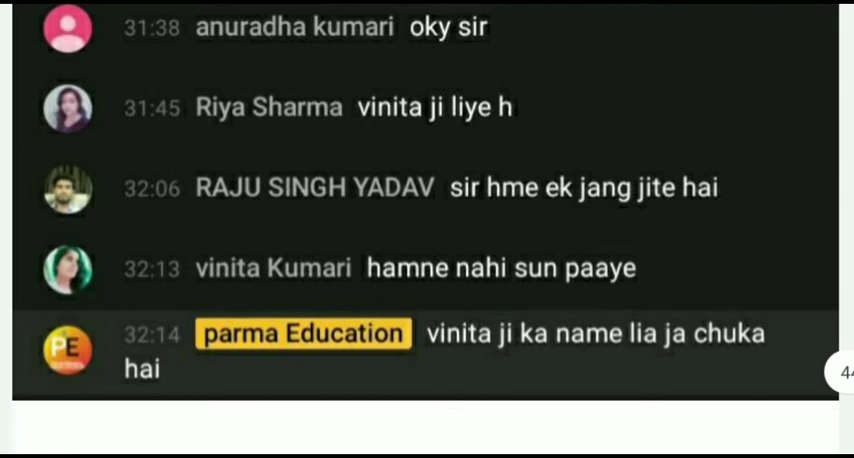 31:38 anuradha kumari oky sir
31:45 Riya Sharma vinita ji liye h
32:06 RAJU SINGH YADAV sir hme ek jang jite hai
32:13 vinita Kumari hamne nahi sun paaye
PE
32:14 parma Education vinita ji ka name lia ja chuka
hai